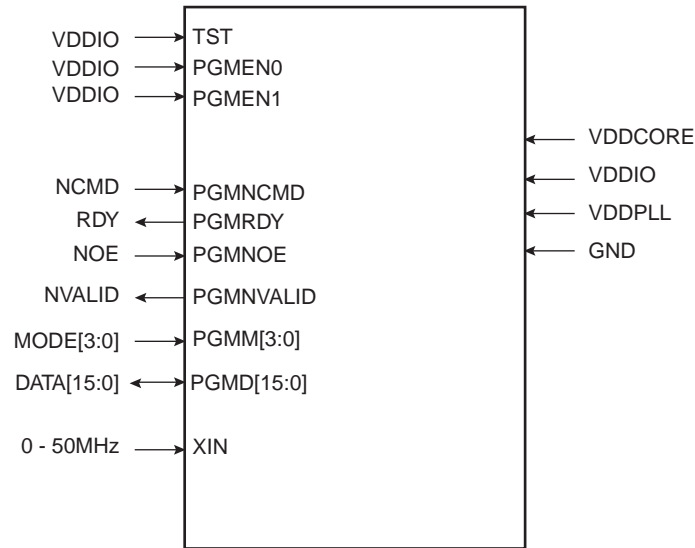 VDDIO TST
VDDIO PGMEN0
VDDIO PGMEN1
VDDCORE
VDDIO
NCMD PGMNCMD
VDDPLL
RDY PGMRDY
NOE PGMNOE
GND
NVALID PGMNVALID
MODE[3:0] PGMM[3:0]
DATA[15:0] PGMD[15:0]
0 - 50MHz XIN